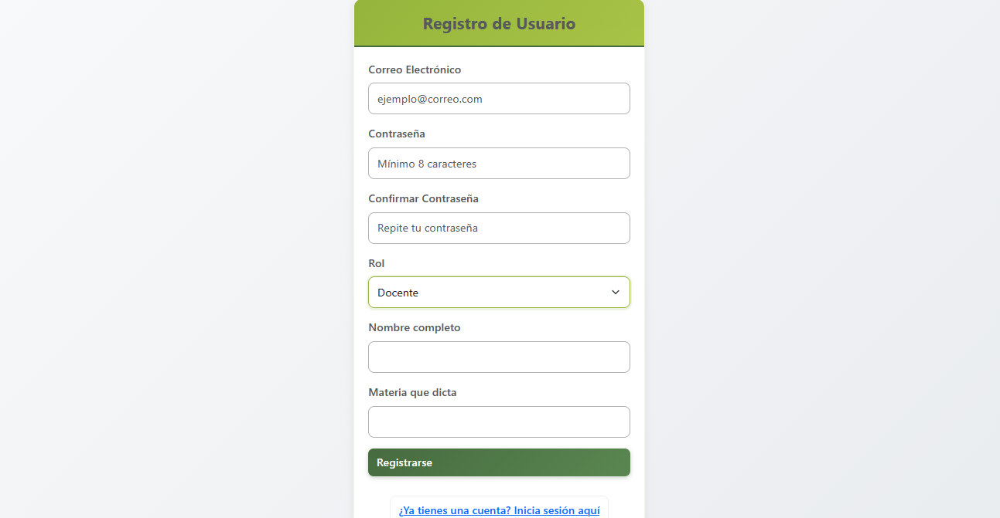 Registro de Usuario
Correo Electrónico
ejemplo@correo.com
Contraseña
Mínimo 8 caracteres
Confirmar Contraseña
Repite tu contraseña
Rol
Docente
Nombre completo
Materia que dicta
Registrarse
¿Ya tienes una cuenta? Inicia sesión aquí